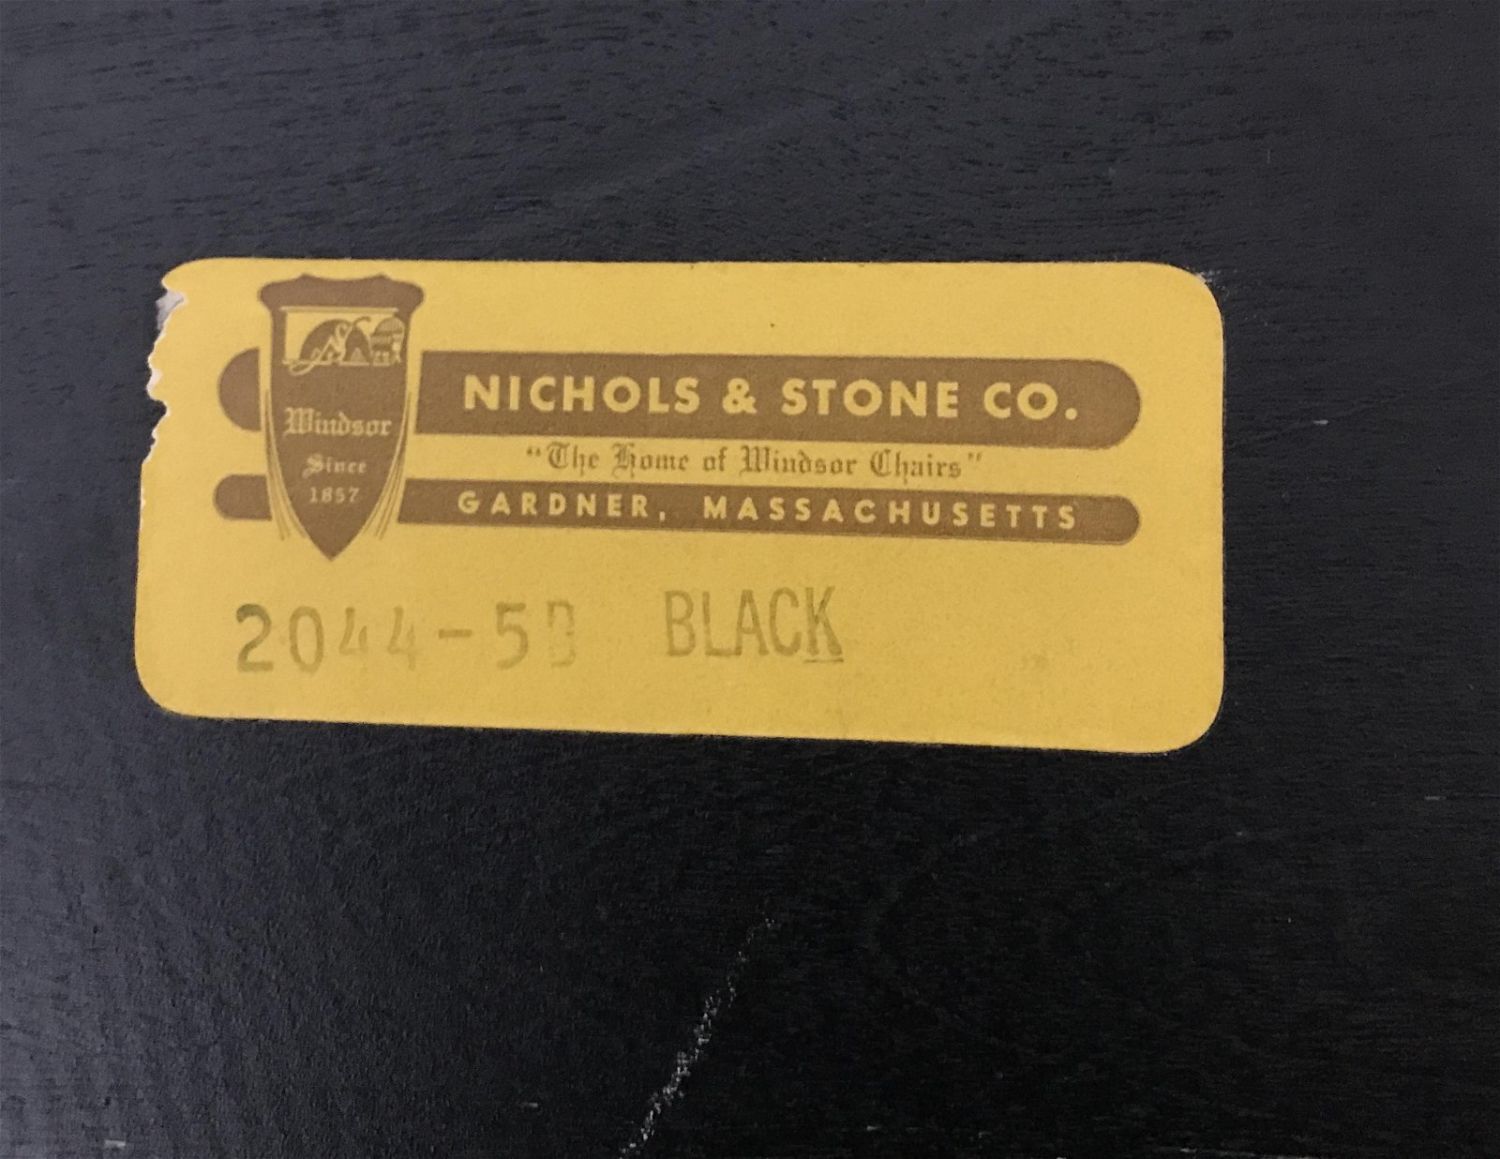 NICHOLS & STONE CO.
"The Home of Windsor Chairs"
GARDNER, MASSACHUSETTS
Windsor
Since
1857
2044-5B BLACK